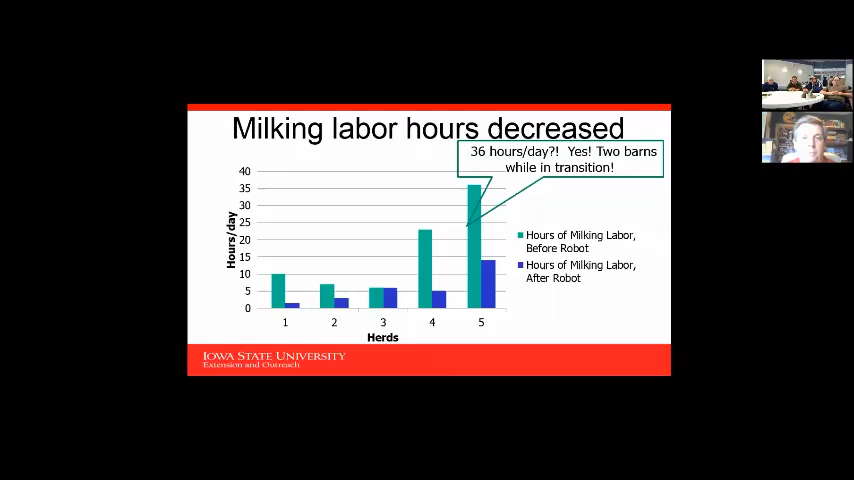 Milking labor hours decreased
36 hours/day?! Yes! Two barns
while in transition!
40
35
30
25
20
15
10
5
0
Hours/day
1 2 3 4 5
Herds
Hours of Milking Labor,
Before Robot
Hours of Milking Labor,
After Robot
IOWA STATE UNIVERSITY
Extension and Outreach